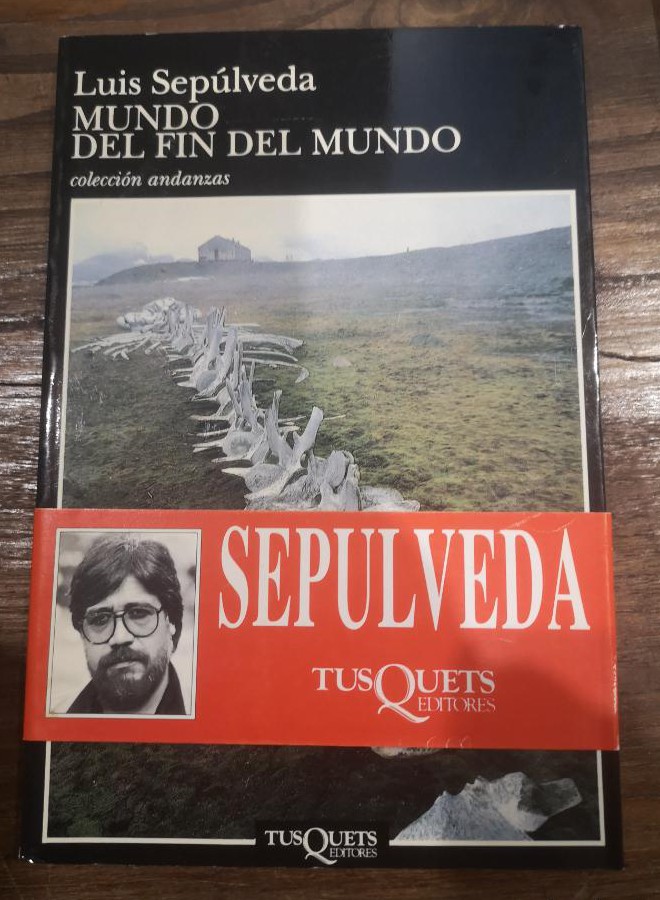 Luis Sepúlveda
MUNDO
DEL FIN DEL MUNDO
colección andanzas
SEPULVEDA
TUSQUETS
EDITORES
TUSQUETS
EDITORES